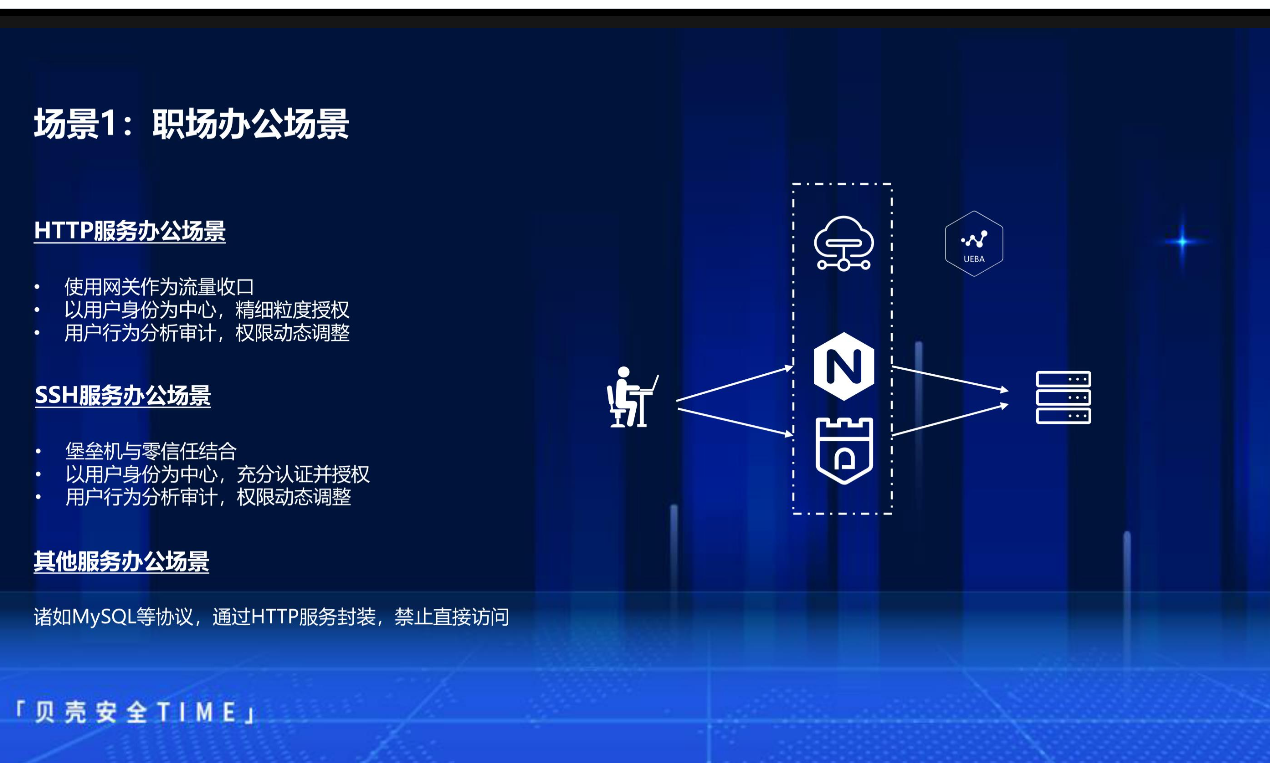 场景1：职场办公场景
HTTP服务办公场景
• 使用网关作为流量收口
• 以用户身份为中心，精细粒度授权
• 用户行为分析审计，权限动态调整
SSH服务办公场景
• 堡垒机与零信任结合
• 以用户身份为中心，充分认证并授权
• 用户行为分析审计，权限动态调整
其他服务办公场景
诸如MySQL等协议，通过HTTP服务封装，禁止直接访问
UEBA
N
「贝壳安全TIME」